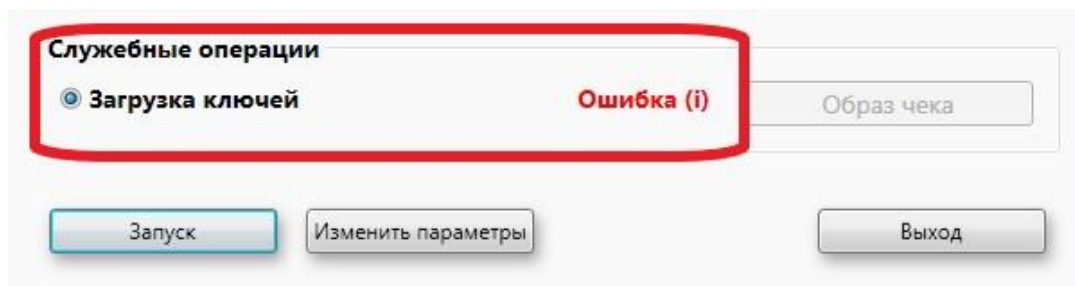 Служебные операции
Загрузка ключей Ошибка (i) Образ чека
Запуск Изменить параметры Выход